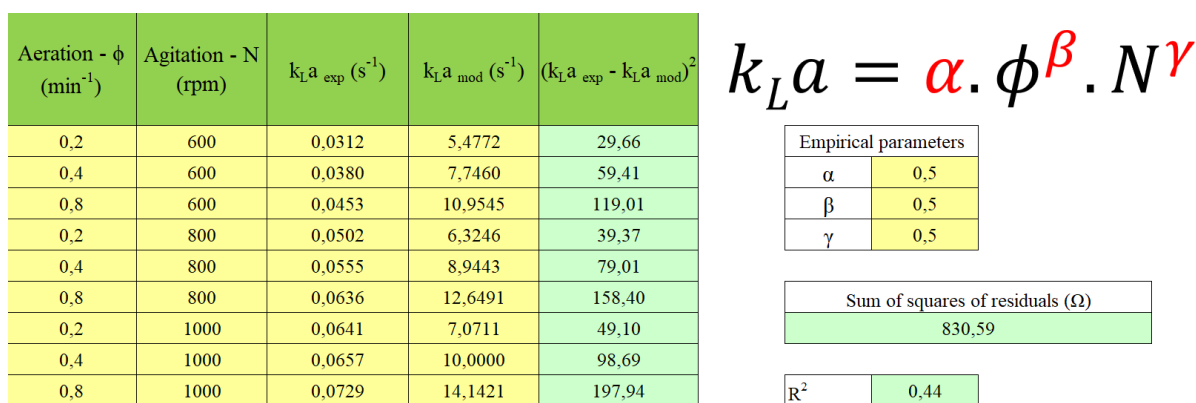 Aeration - ϕ (min⁻¹) Agitation - N (rpm) kLa exp (s⁻¹) kLa mod (s⁻¹) (kLa exp - kLa mod)²
0,2 600 0,0312 5,4772 29,66
0,4 600 0,0380 7,7460 59,41
0,8 600 0,0453 10,9545 119,01
0,2 800 0,0502 6,3246 39,37
0,4 800 0,0555 8,9443 79,01
0,8 800 0,0636 12,6491 158,40
0,2 1000 0,0641 7,0711 49,10
0,4 1000 0,0657 10,0000 98,69
0,8 1000 0,0729 14,1421 197,94
kLa = α.ϕ^β.N^γ
Empirical parameters
α 0,5
β 0,5
γ 0,5
Sum of squares of residuals (Ω)
830,59
R² 0,44